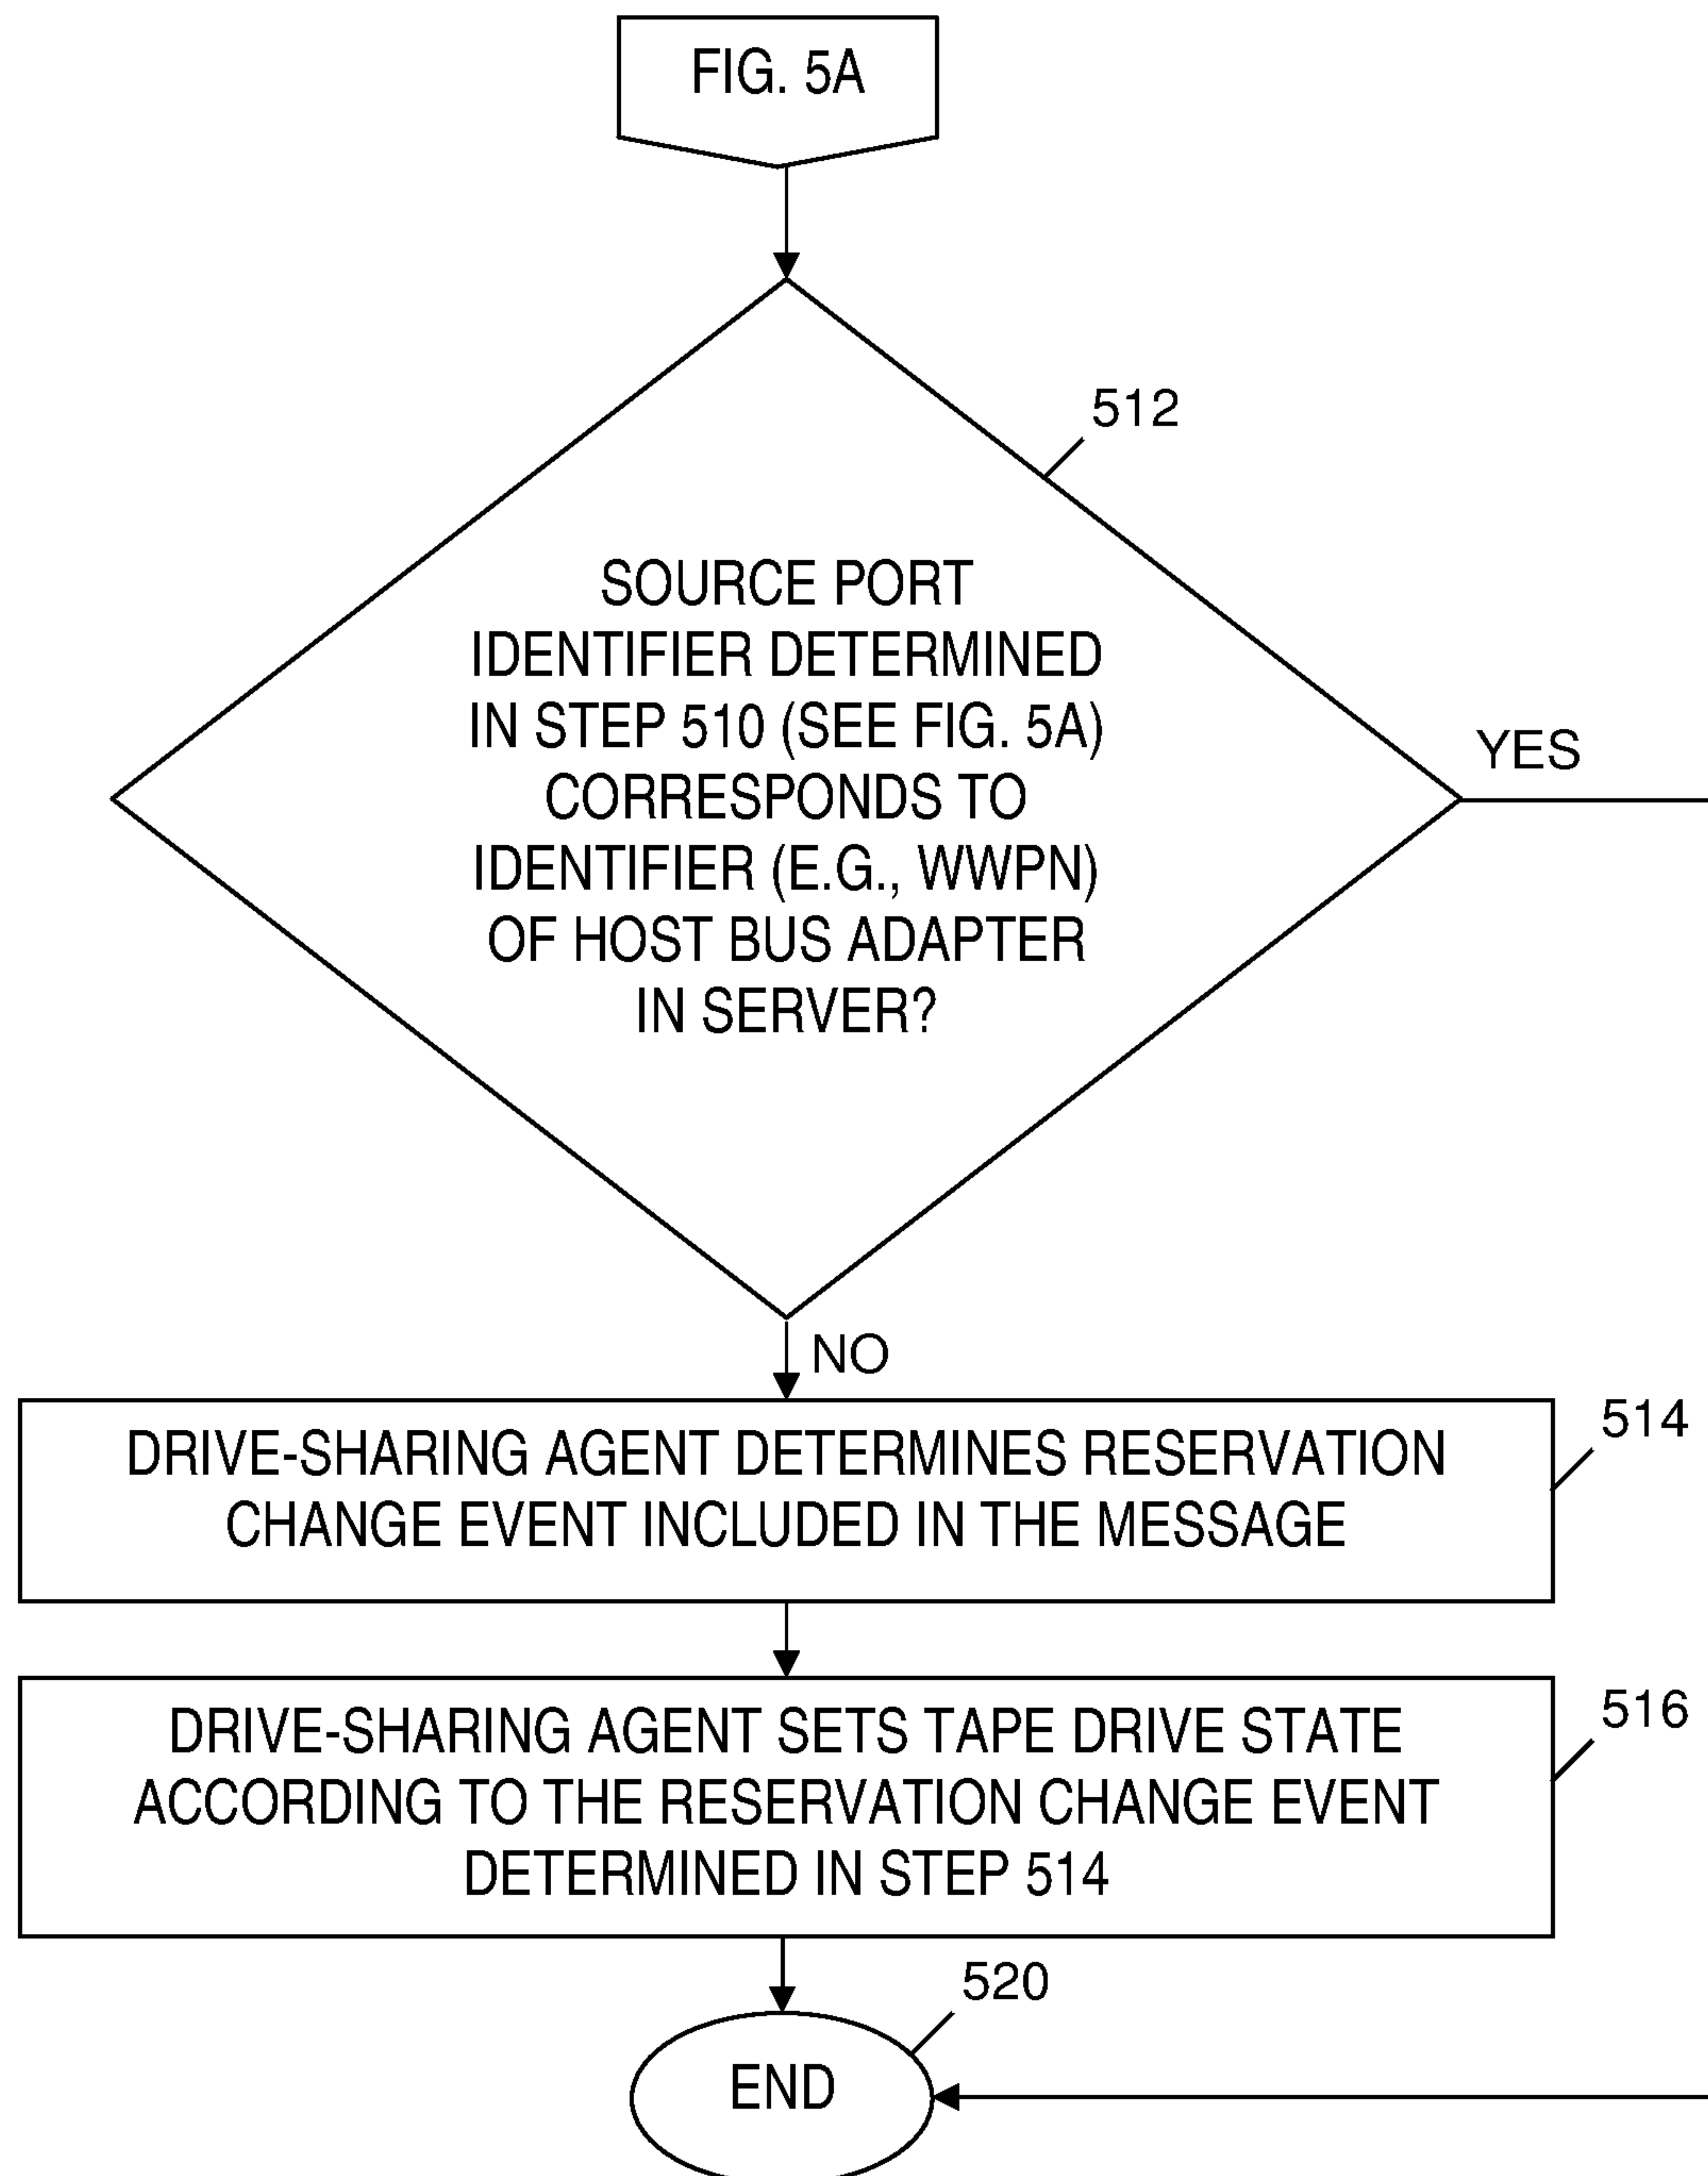 FIG. 5A
512
SOURCE PORT
IDENTIFIER DETERMINED
IN STEP 510 (SEE FIG. 5A)
CORRESPONDS TO
IDENTIFIER (E.G., WWPN)
OF HOST BUS ADAPTER
IN SERVER?
YES
NO
514
DRIVE-SHARING AGENT DETERMINES RESERVATION
CHANGE EVENT INCLUDED IN THE MESSAGE
516
DRIVE-SHARING AGENT SETS TAPE DRIVE STATE
ACCORDING TO THE RESERVATION CHANGE EVENT
DETERMINED IN STEP 514
520
END